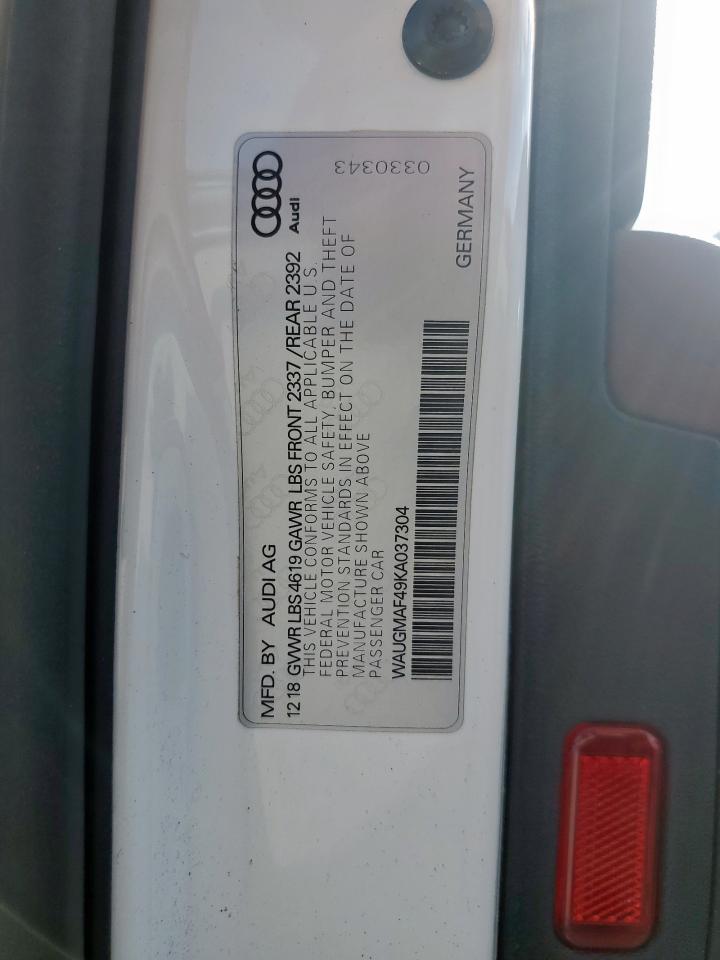 MFD. BY AUDI AG
Audi
12 18 GVWR LBS 4619 GAWR LBS FRONT 2337 / REAR 2392
THIS VEHICLE CONFORMS TO ALL APPLICABLE U.S.
FEDERAL MOTOR VEHICLE SAFETY, BUMPER AND THEFT
PREVENTION STANDARDS IN EFFECT ON THE DATE OF
MANUFACTURE SHOWN ABOVE
PASSENGER CAR
WAUGMAF49KA037304
0330343
GERMANY